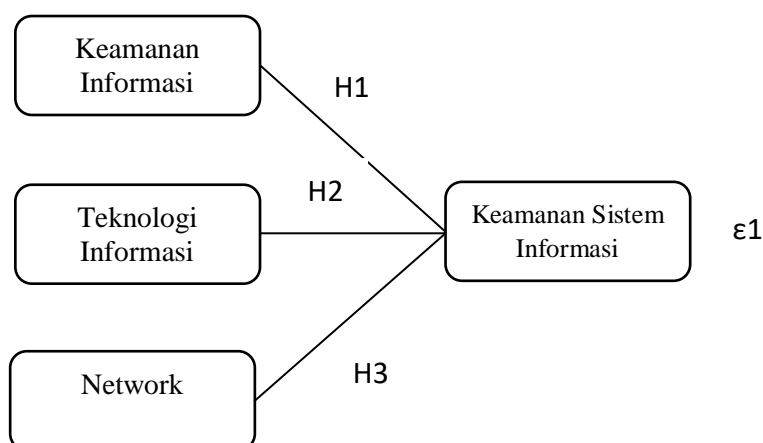 Keamanan
Informasi
H1
Teknologi
Informasi
H2
Keamanan Sistem
Informasi
ε1
Network
H3